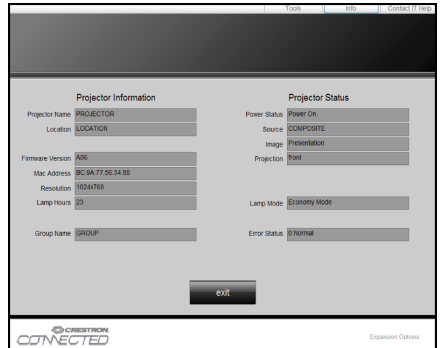 Tools Info Contact IT Help
Projector Information
Projector Name PROJECTOR
Location LOCATION
Firmware Version A06
Mac Address BC:9A:77:56:34:88
Resolution 1024x768
Lamp Hours 23
Group Name GROUP
Projector Status
Power Status Power On
Source COMPOSITE
Image Presentation
Projection front
Lamp Mode Economy Mode
Error Status 0:Normal
exit
CRESTRON
CONNECTED
Expansion Options